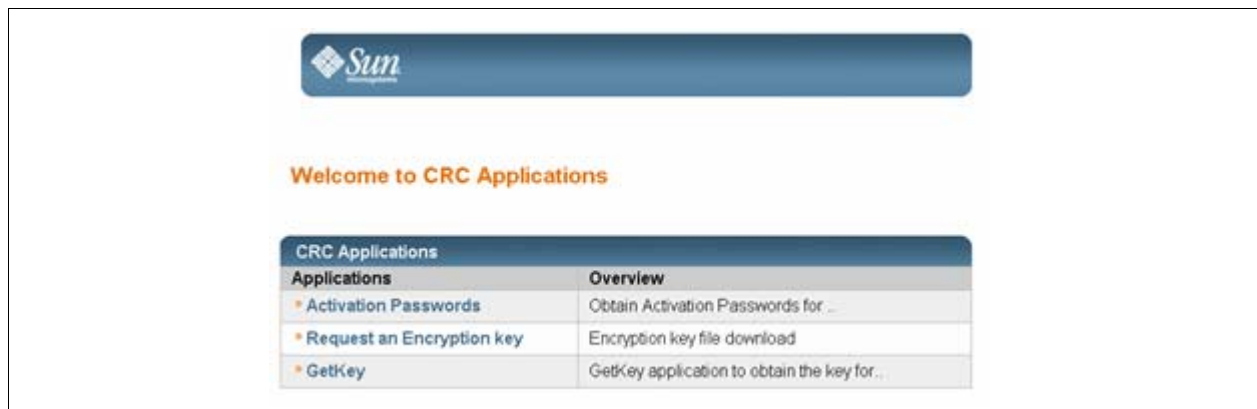 Sun
microsystems
Welcome to CRC Applications
CRC Applications
Applications Overview
Activation Passwords Obtain Activation Passwords for ..
Request an Encryption key Encryption key file download
GetKey GetKey application to obtain the key for..